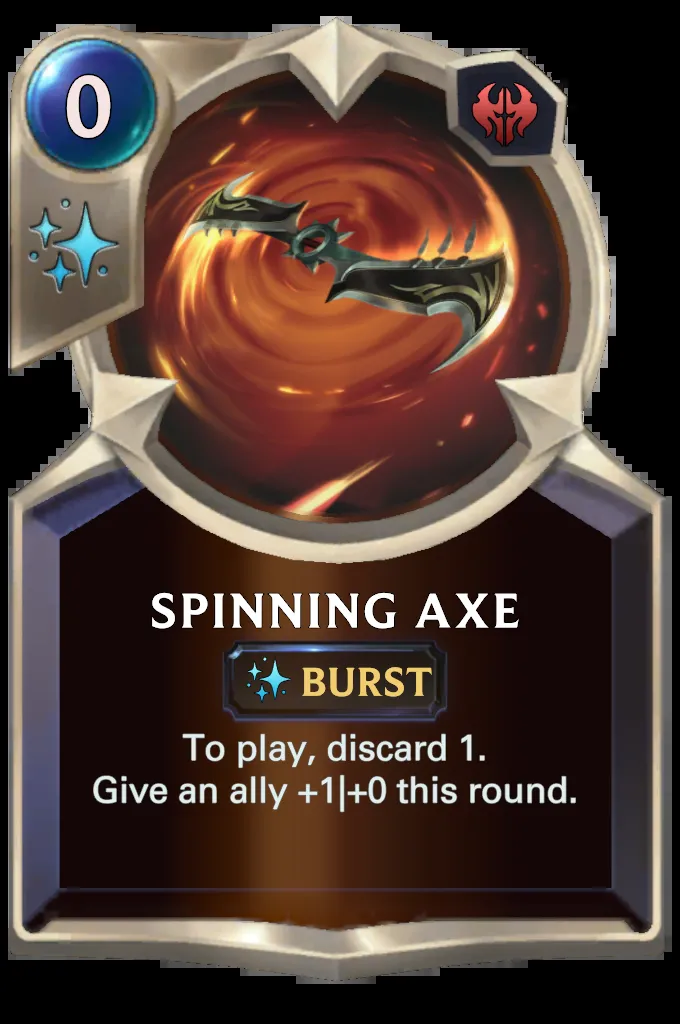 0
SPINNING AXE
BURST
To play, discard 1.
Give an ally +1|+0 this round.